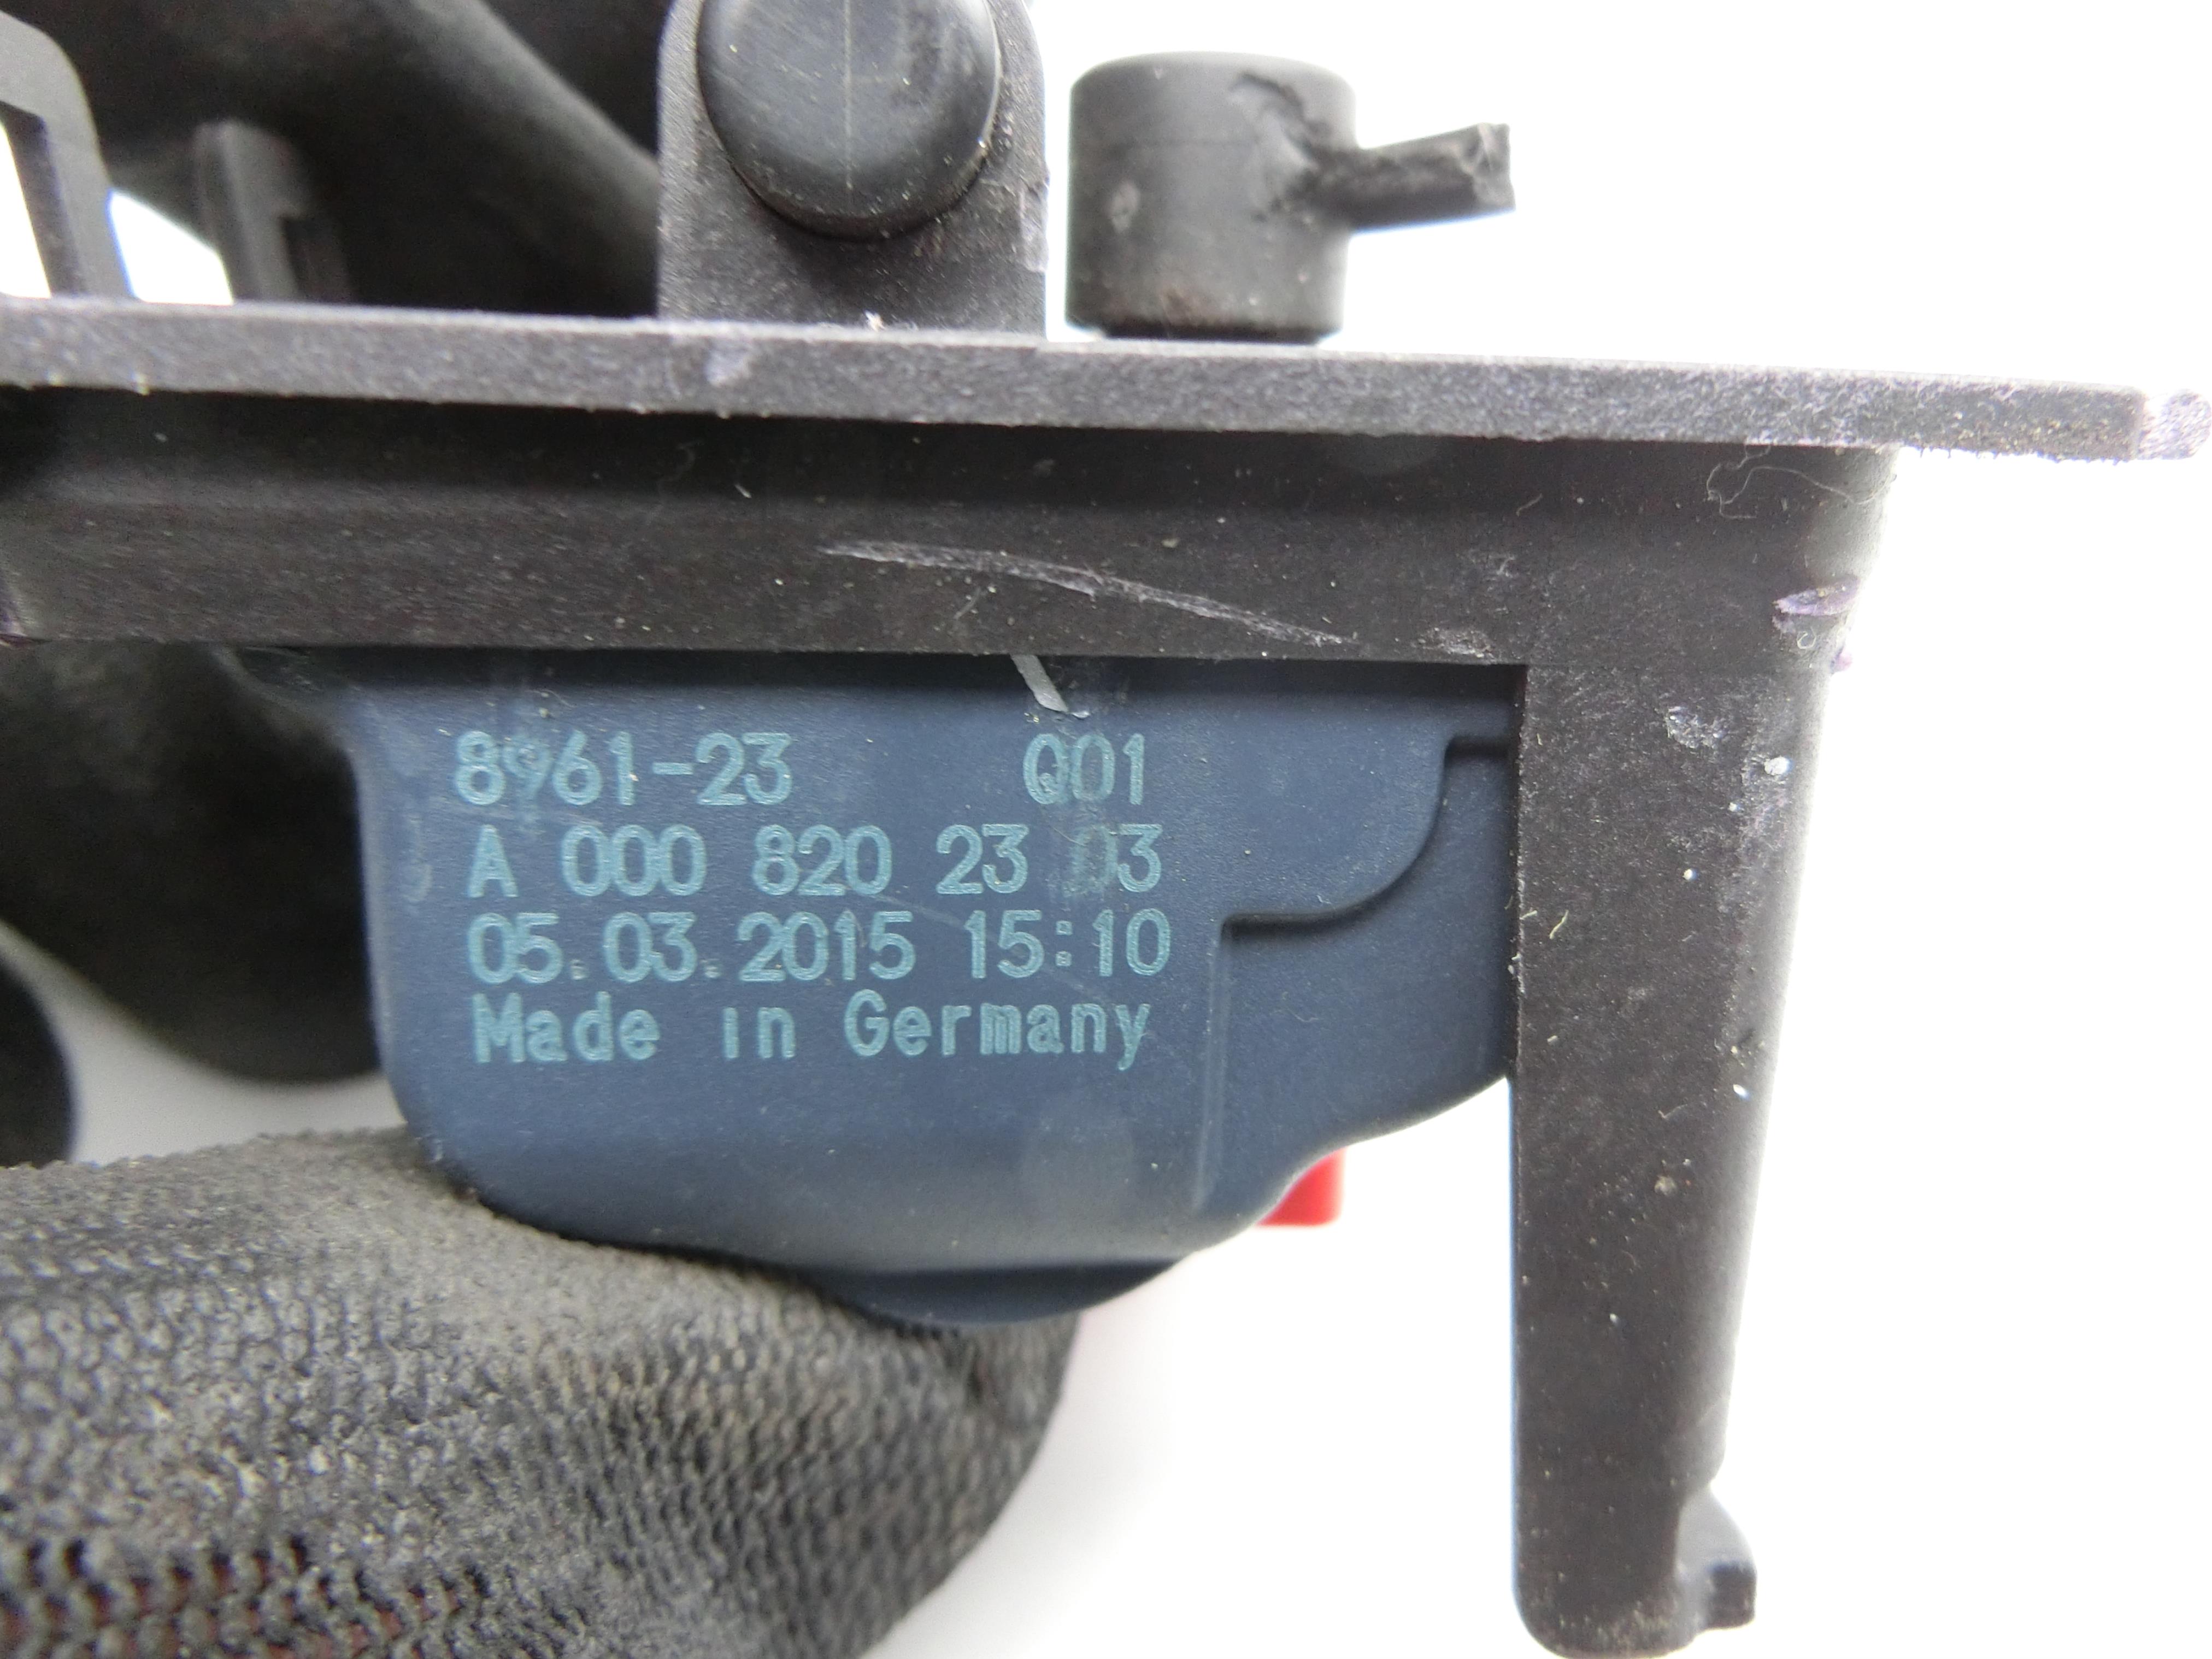 8961-23 Q01
A 000 820 23 03
05.03.2015 15:10
Made in Germany